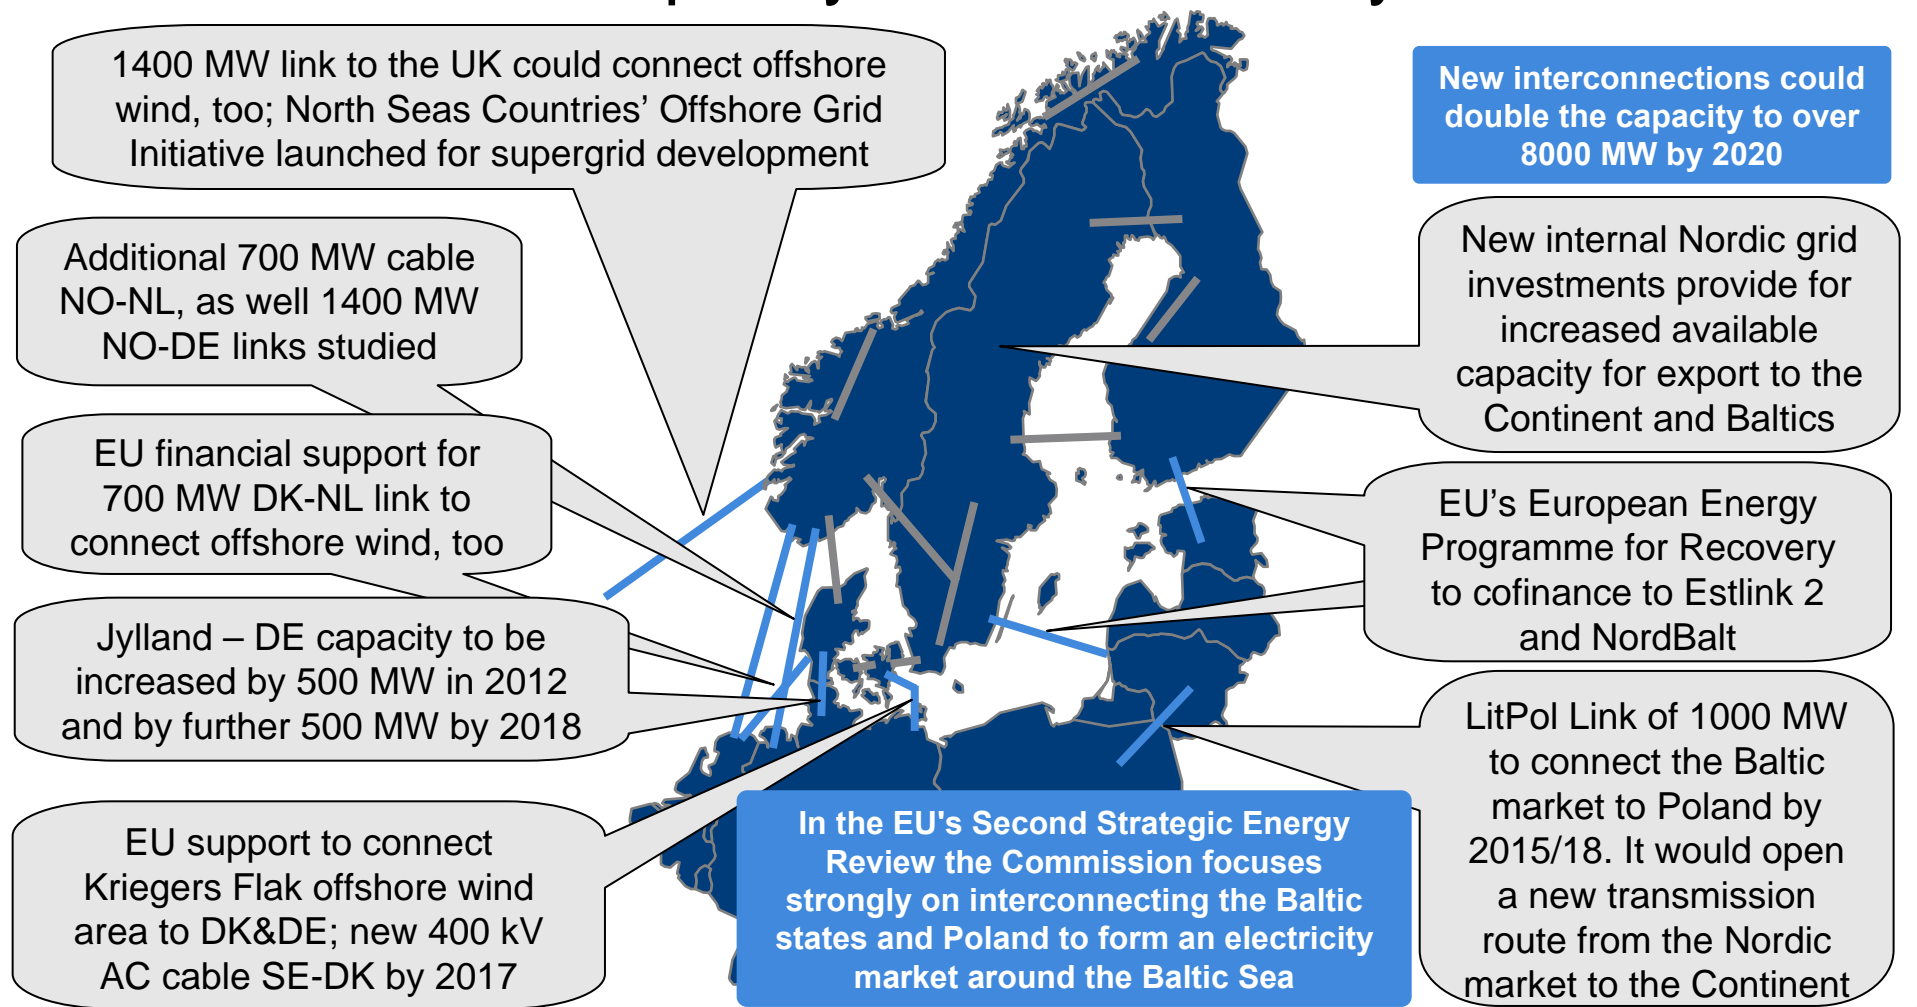 1400 MW link to the UK could connect offshore
wind, too; North Seas Countries’ Offshore Grid
Initiative launched for supergrid development
New interconnections could
double the capacity to over
8000 MW by 2020
Additional 700 MW cable
NO-NL, as well 1400 MW
NO-DE links studied
New internal Nordic grid
investments provide for
increased available
capacity for export to the
Continent and Baltics
EU financial support for
700 MW DK-NL link to
connect offshore wind, too
EU’s European Energy
Programme for Recovery
to cofinance to Estlink 2
and NordBalt
Jylland – DE capacity to be
increased by 500 MW in 2012
and by further 500 MW by 2018
LitPol Link of 1000 MW
to connect the Baltic
market to Poland by
2015/18. It would open
a new transmission
route from the Nordic
market to the Continent
EU support to connect
Kriegers Flak offshore wind
area to DK&DE; new 400 kV
AC cable SE-DK by 2017
In the EU's Second Strategic Energy
Review the Commission focuses
strongly on interconnecting the Baltic
states and Poland to form an electricity
market around the Baltic Sea